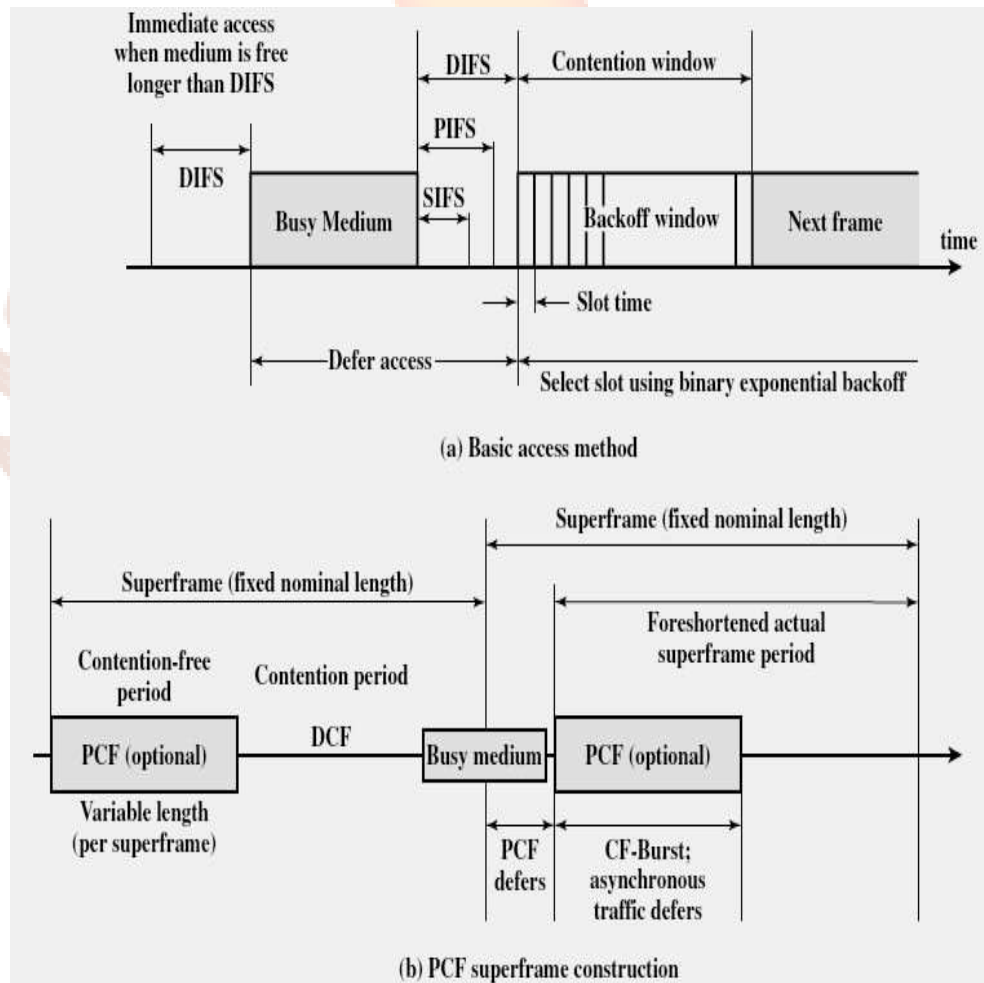 Immediate access
when medium is free
longer than DIFS
DIFS
Contention window
PIFS
DIFS
SIFS
Busy Medium
Backoff window
Next frame
time
Slot time
Defer access
Select slot using binary exponential backoff
(a) Basic access method
Superframe (fixed nominal length)
Superframe (fixed nominal length)
Foreshortened actual
superframe period
Contention-free
period
Contention period
PCF (optional)
DCF
Busy medium
PCF (optional)
Variable length
(per superframe)
PCF
defers
CF-Burst;
asynchronous
traffic defers
(b) PCF superframe construction